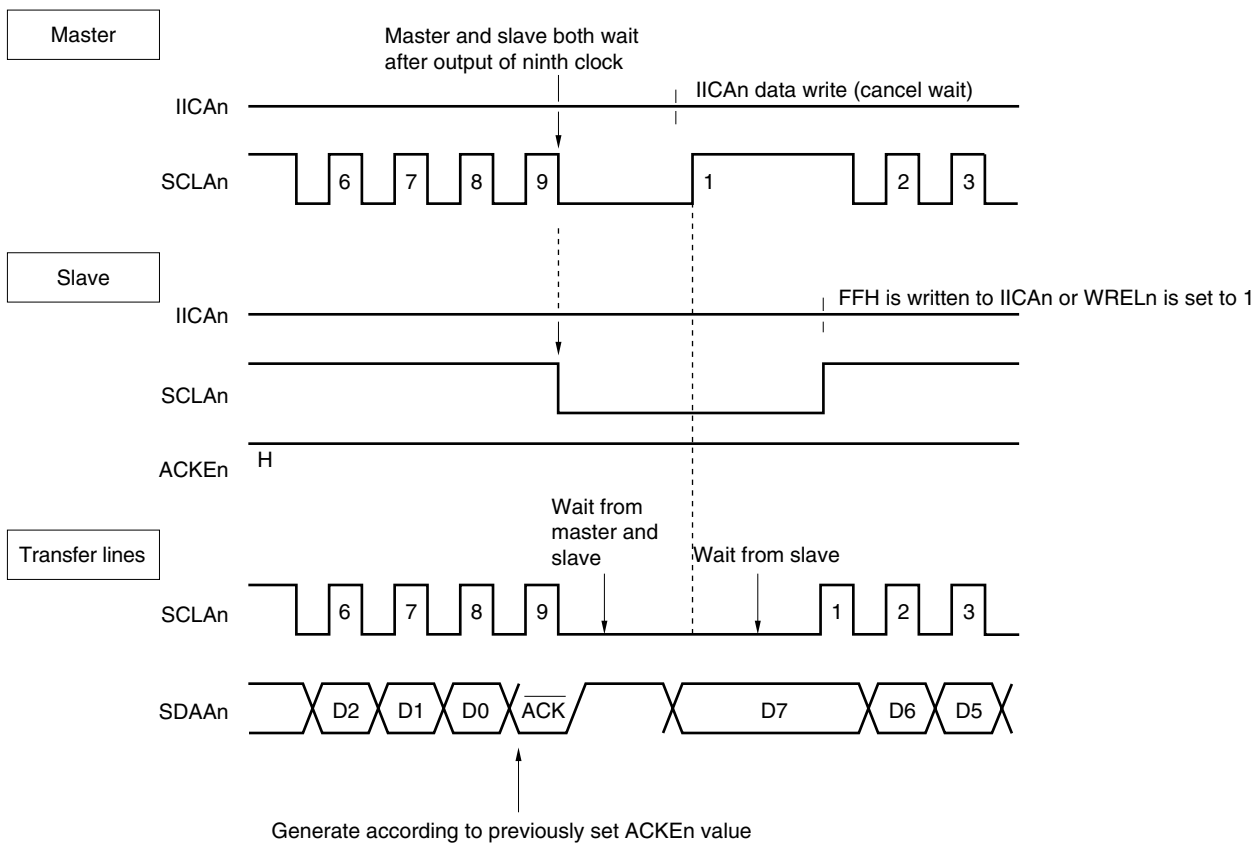 Master
Master and slave both wait
after output of ninth clock
IICAn
IICAn data write (cancel wait)
SCLAn
6 7 8 9 1 2 3
Slave
IICAn
FFH is written to IICAn or WRELn is set to 1
SCLAn
ACKEn
H
Wait from
master and
slave
Wait from slave
Transfer lines
SCLAn
6 7 8 9 1 2 3
SDAAn
D2 D1 D0 ACK D7 D6 D5
Generate according to previously set ACKEn value